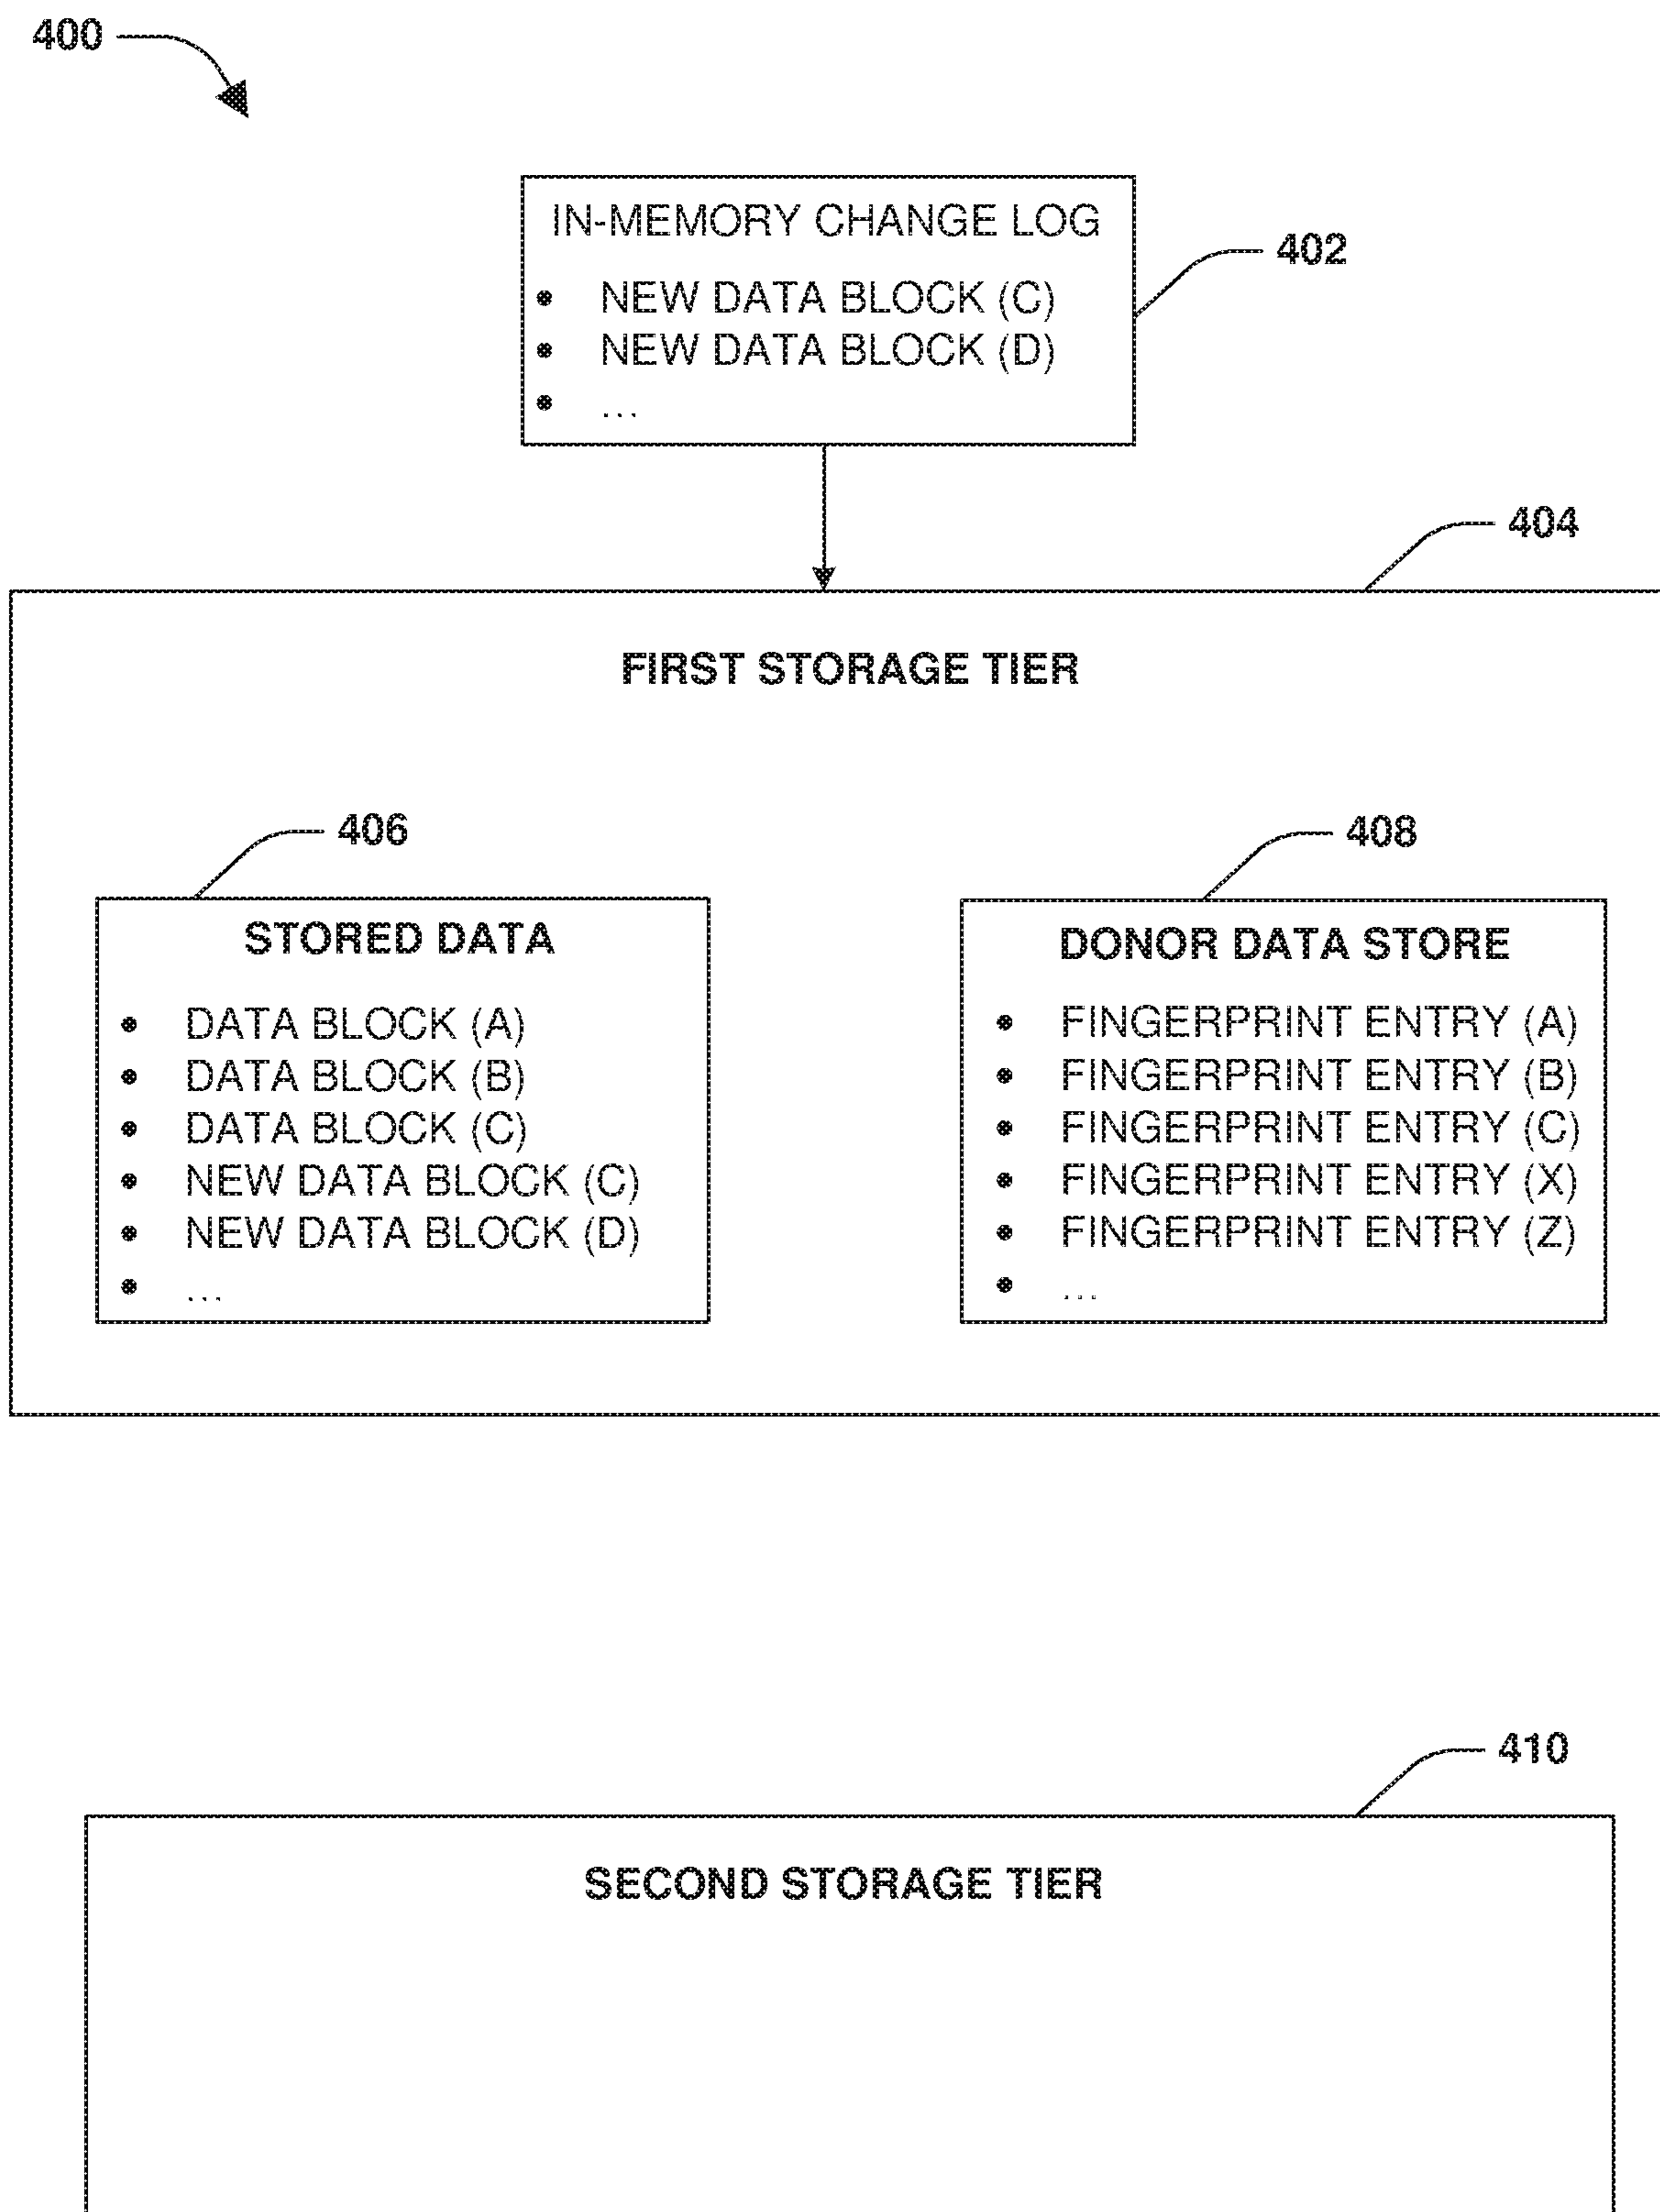 400
IN-MEMORY CHANGE LOG
• NEW DATA BLOCK (C)
• NEW DATA BLOCK (D)
• ...
402
404
FIRST STORAGE TIER
406
STORED DATA
• DATA BLOCK (A)
• DATA BLOCK (B)
• DATA BLOCK (C)
• NEW DATA BLOCK (C)
• NEW DATA BLOCK (D)
• ...
408
DONOR DATA STORE
• FINGERPRINT ENTRY (A)
• FINGERPRINT ENTRY (B)
• FINGERPRINT ENTRY (C)
• FINGERPRINT ENTRY (X)
• FINGERPRINT ENTRY (Z)
• ...
410
SECOND STORAGE TIER